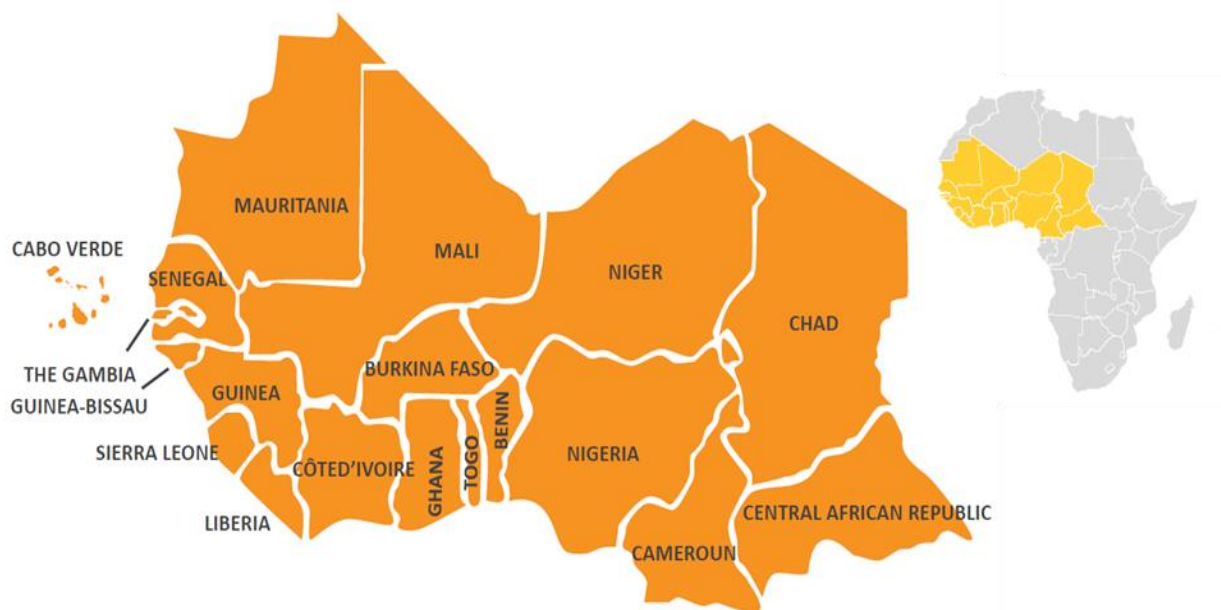 MAURITANIA
CABO VERDE
MALI
NIGER
SENEGAL
CHAD
THE GAMBIA
BURKINA FASO
GUINEA
GUINEA-BISSAU
BENIN
SIERRA LEONE
CÔTED'IVOIRE
GHANA
TOGO
NIGERIA
LIBERIA
CENTRAL AFRICAN REPUBLIC
CAMEROUN